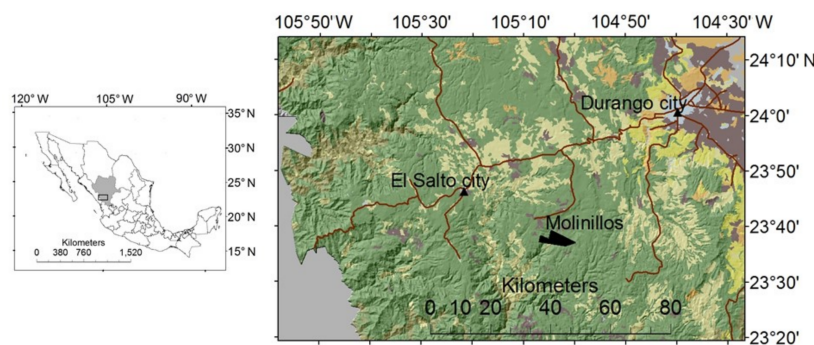 105°50'W 105°30'W 105°10'W 104°50'W 104°30'W
24°10' N
120° W 105°W 90°W
35°N
Durango city
24°0'
30°N
23°50'
El Salto city
25°N
20°N
Molinillos
23°40'
Kilometers
0 380 760 1,520
15°N
Kilometers
23°30'
0 10 20 40 60 80
23°20'